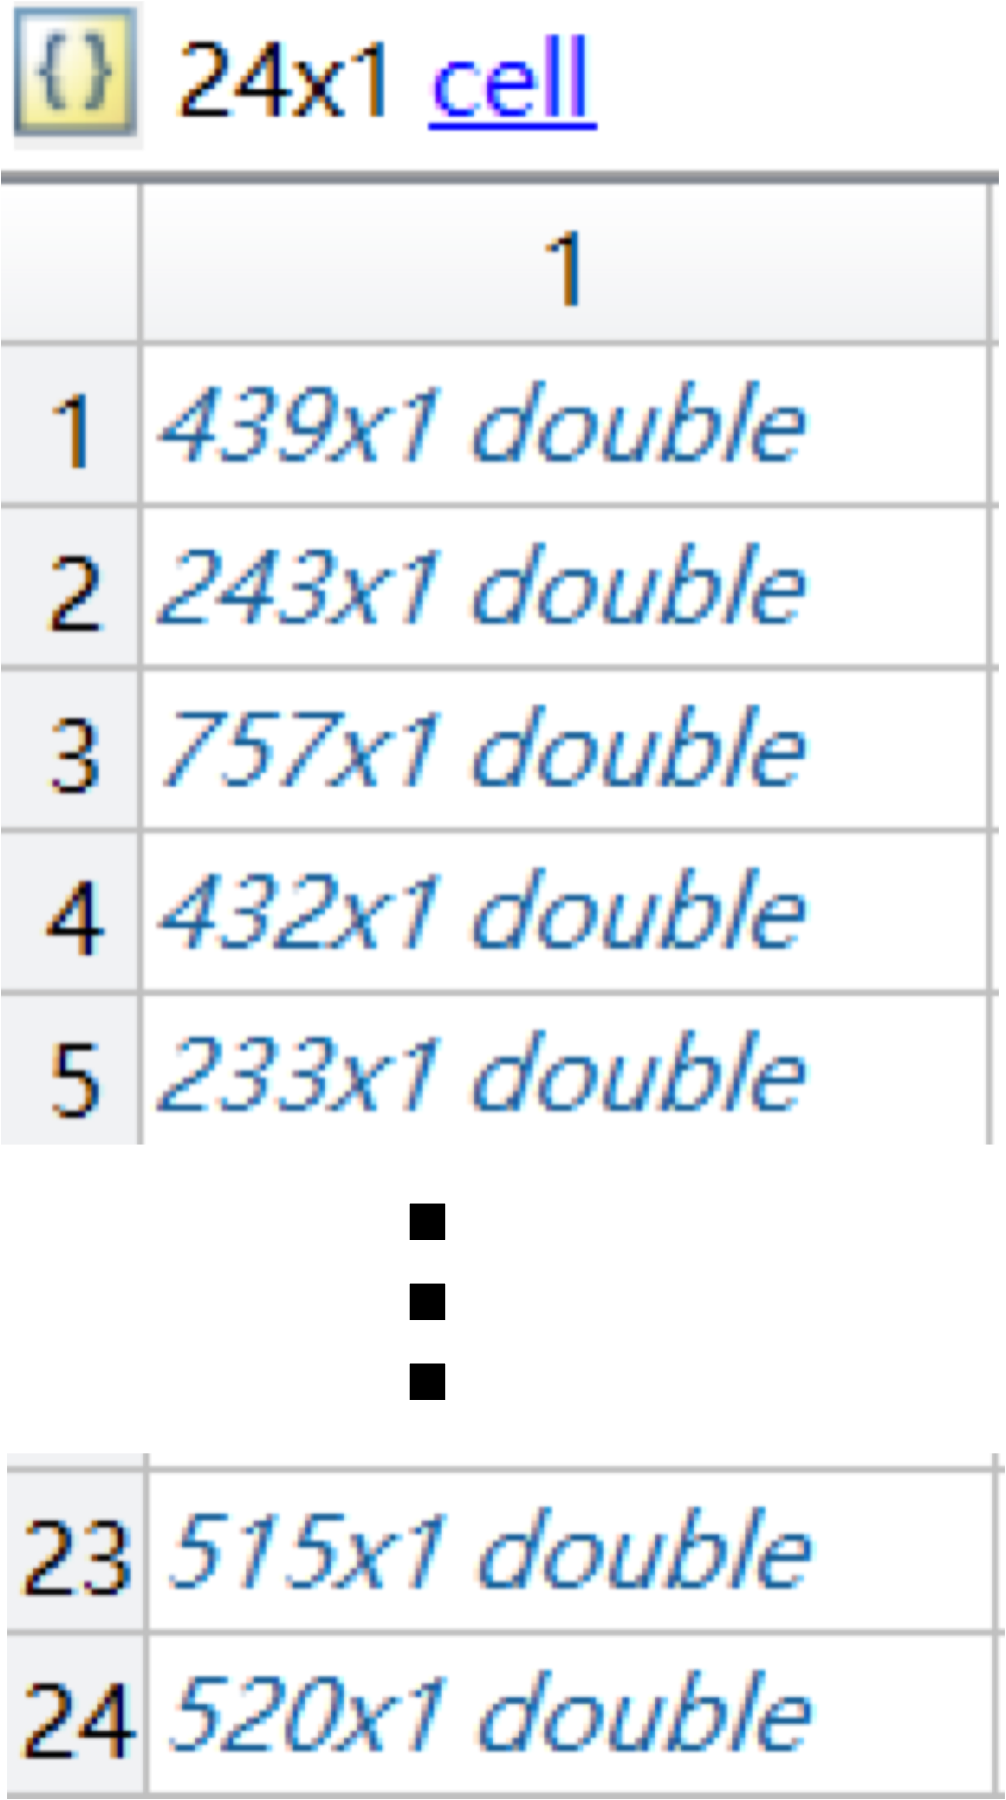 {} 24x1 cell
1
1 439x1 double
2 243x1 double
3 757x1 double
4 432x1 double
5 233x1 double
23 515x1 double
24 520x1 double